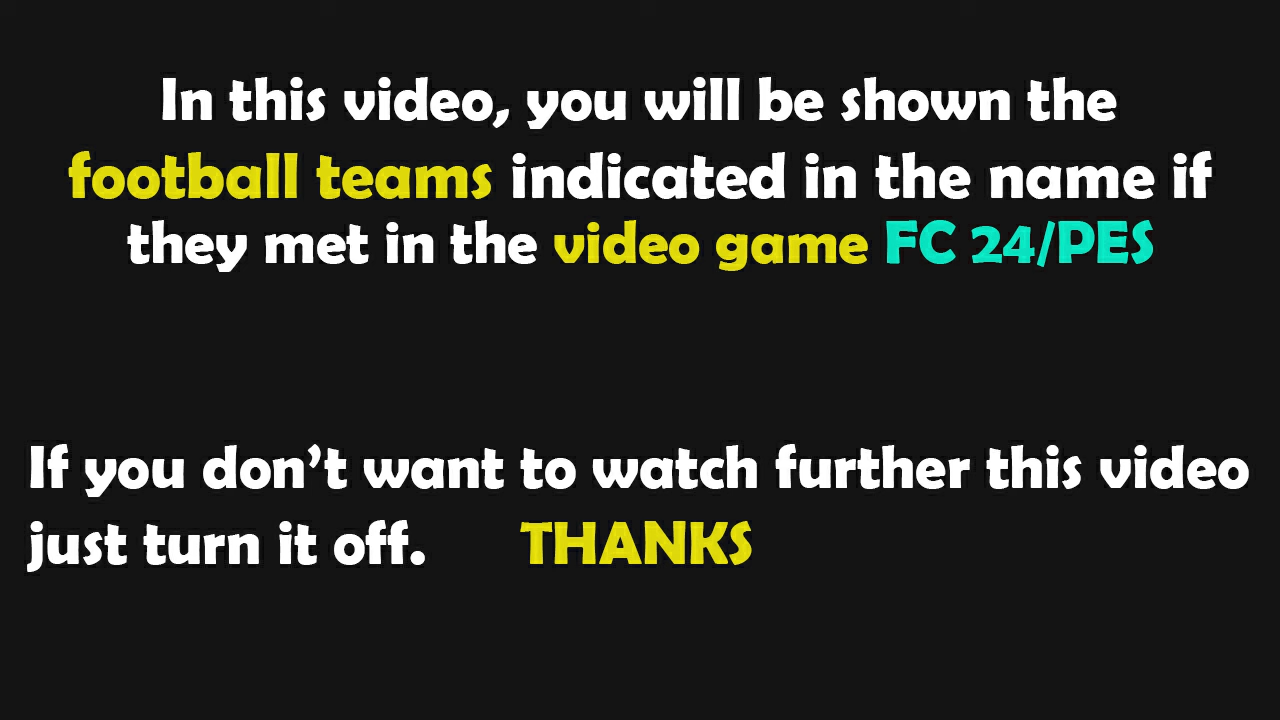 In this video, you will be shown the
football teams indicated in the name if
they met in the video game FC 24/PES
If you don’t want to watch further this video
just turn it off. THANKS